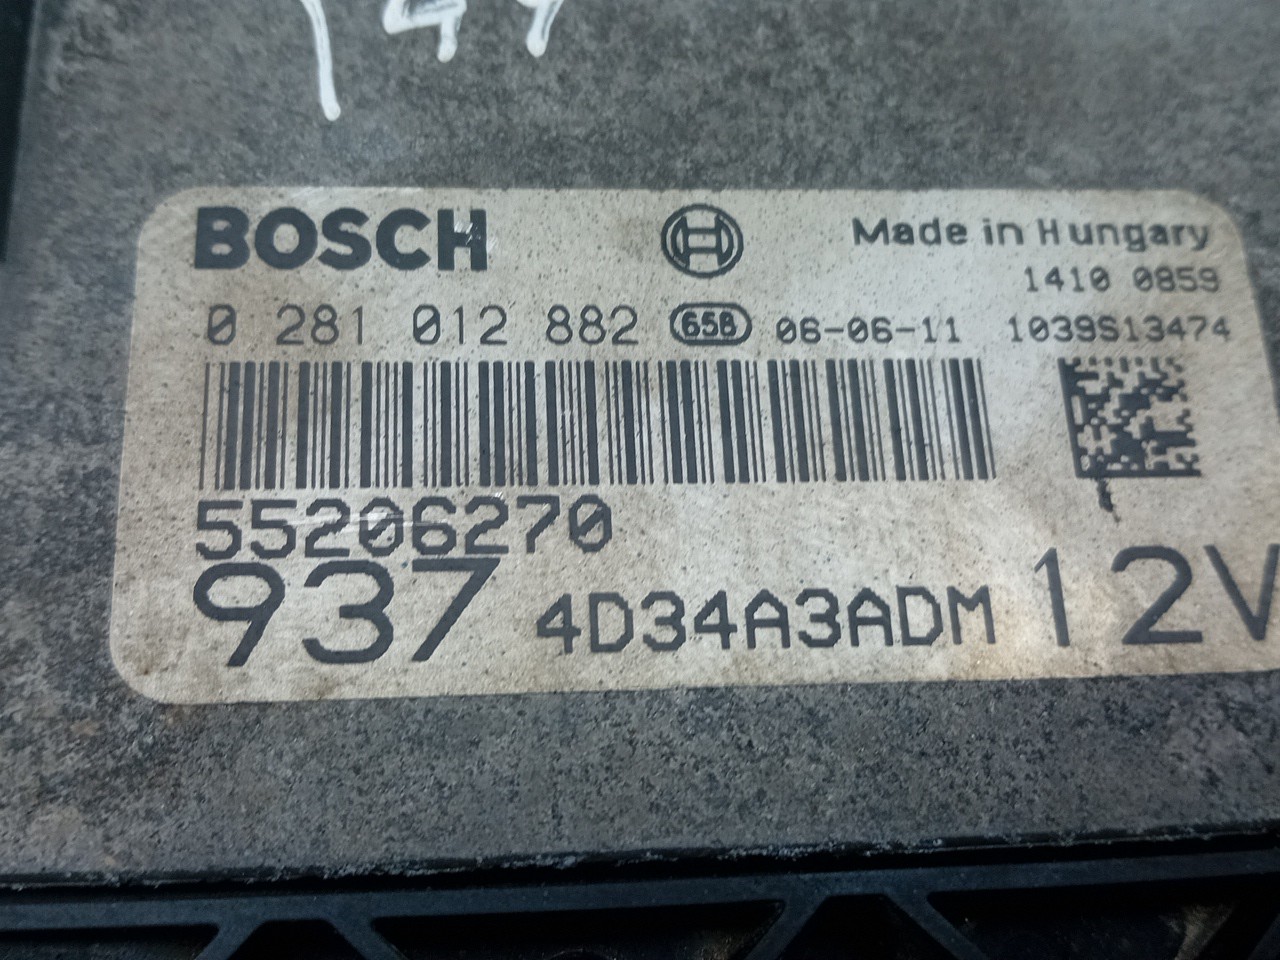 BOSCH
Made in Hungary
1410 0859
0 281 012 882 658 06-06-11 1039S13474
55206270
937 4D34A3ADM 12V